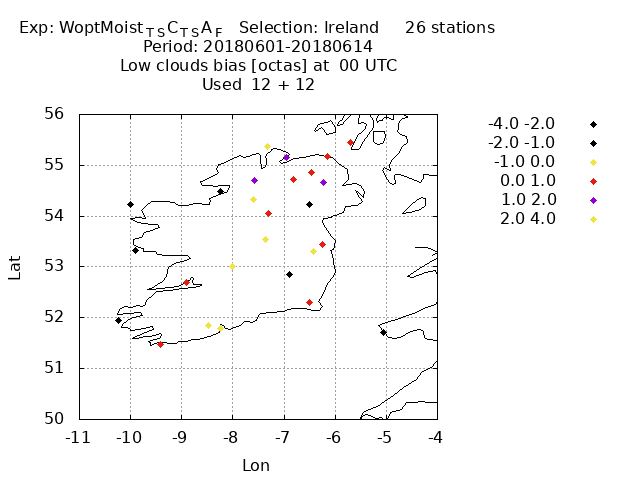 Exp: WoptMoist_TS C_TS A_F Selection: Ireland 26 stations
Period: 20180601-20180614
Low clouds bias [octas] at 00 UTC
Used 12 + 12
-4.0 -2.0
-2.0 -1.0
-1.0 0.0
0.0 1.0
1.0 2.0
2.0 4.0
56
55
54
53
52
51
50
Lat
-11 -10 -9 -8 -7 -6 -5 -4
Lon